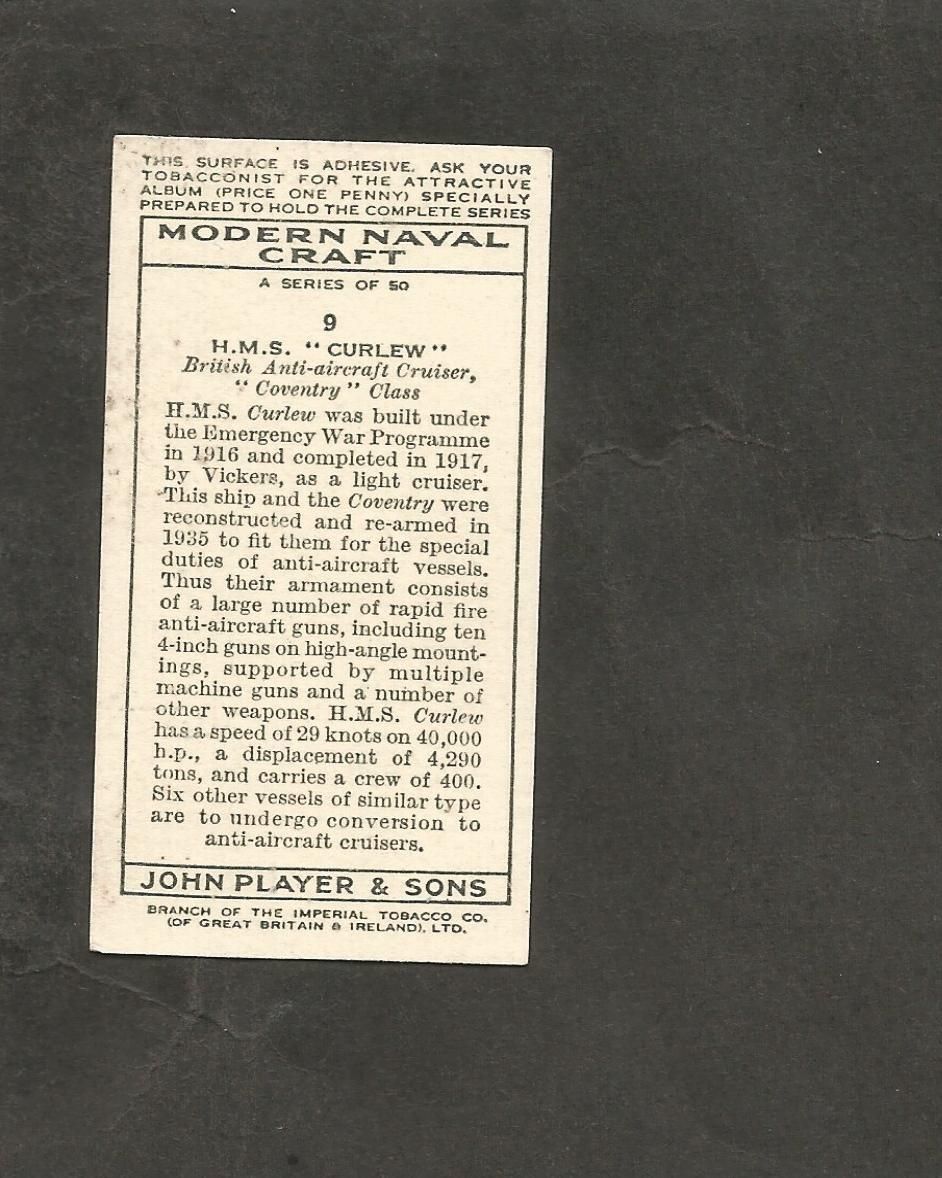 THIS SURFACE IS ADHESIVE. ASK YOUR
TOBACCONIST FOR THE ATTRACTIVE
ALBUM (PRICE ONE PENNY) SPECIALLY
PREPARED TO HOLD THE COMPLETE SERIES
MODERN NAVAL
CRAFT
A SERIES OF 50
9
H.M.S. "CURLEW"
British Anti-aircraft Cruiser,
"Coventry" Class
H.M.S. Curlew was built under
the Emergency War Programme
in 1916 and completed in 1917,
by Vickers, as a light cruiser.
This ship and the Coventry were
reconstructed and re-armed in
1935 to fit them for the special
duties of anti-aircraft vessels.
Thus their armament consists
of a large number of rapid fire
anti-aircraft guns, including ten
4-inch guns on high-angle mount-
ings, supported by multiple
machine guns and a number of
other weapons. H.M.S. Curlew
has a speed of 29 knots on 40,000
h.p., a displacement of 4,290
tons, and carries a crew of 400.
Six other vessels of similar type
are to undergo conversion to
anti-aircraft cruisers.
JOHN PLAYER & SONS
BRANCH OF THE IMPERIAL TOBACCO CO.
(OF GREAT BRITAIN & IRELAND), LTD.